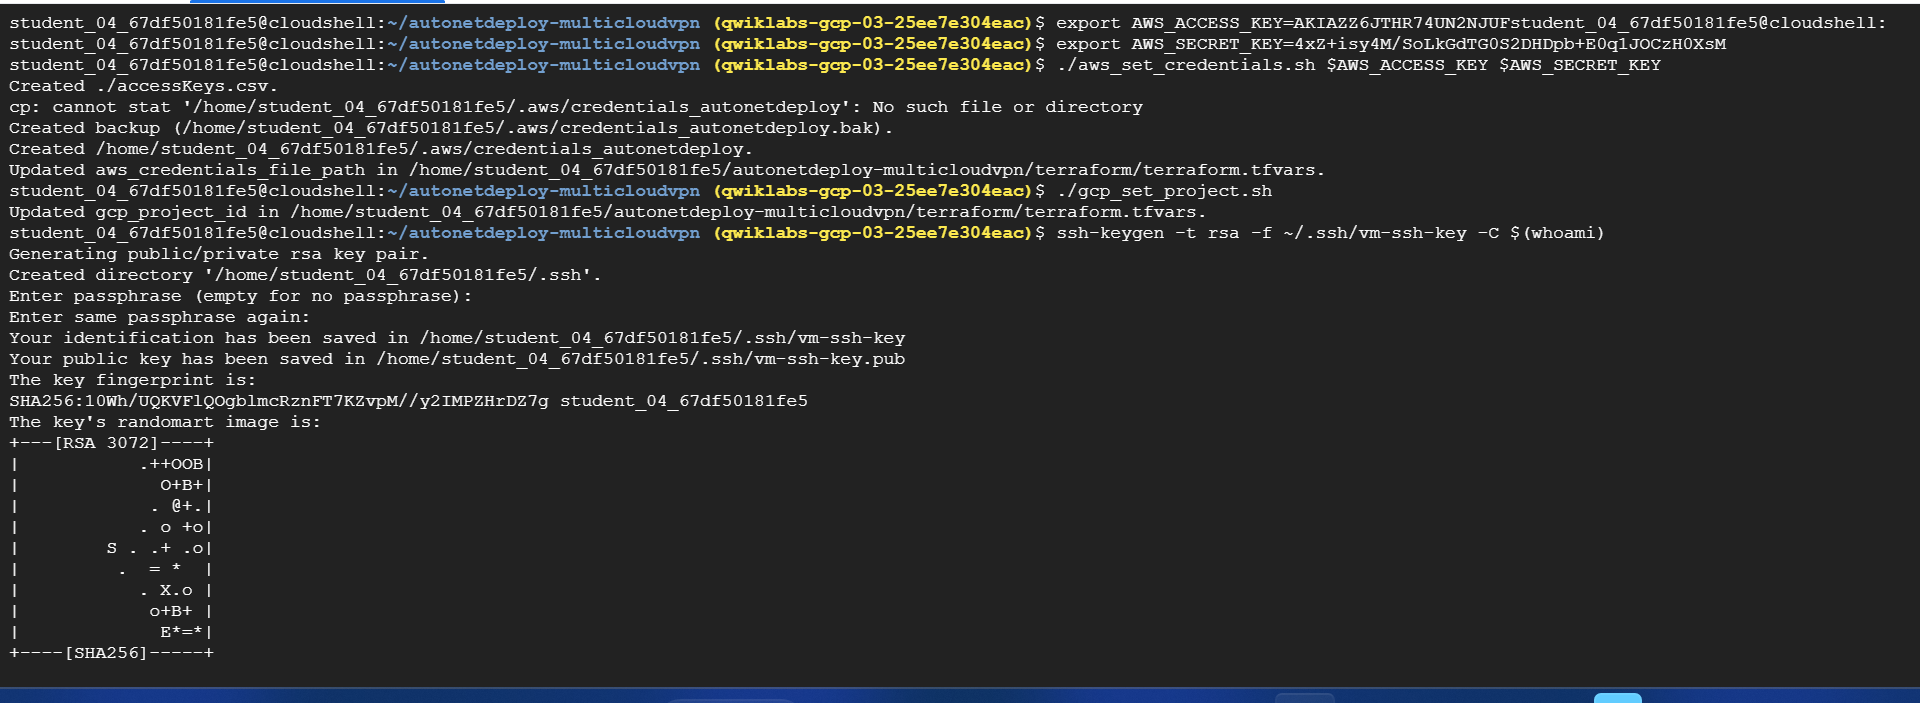 student_04_67df50181fe5@cloudshell:~/autonetdeploy-multicloudvpn (qwiklabs-gcp-03-25ee7e304eac)$ export AWS_ACCESS_KEY=AKIAZZ6JTHR74UN2NJUFstudent_04_67df50181fe5@cloudshell:
student_04_67df50181fe5@cloudshell:~/autonetdeploy-multicloudvpn (qwiklabs-gcp-03-25ee7e304eac)$ export AWS_SECRET_KEY=4xZ+isy4M/SoLkGdTG0S2DHDpb+E0q1JOCzH0XsM
student_04_67df50181fe5@cloudshell:~/autonetdeploy-multicloudvpn (qwiklabs-gcp-03-25ee7e304eac)$ ./aws_set_credentials.sh $AWS_ACCESS_KEY $AWS_SECRET_KEY
Created ./accessKeys.csv.
cp: cannot stat '/home/student_04_67df50181fe5/.aws/credentials_autonetdeploy': No such file or directory
Created backup (/home/student_04_67df50181fe5/.aws/credentials_autonetdeploy.bak).
Created /home/student_04_67df50181fe5/.aws/credentials_autonetdeploy.
Updated aws_credentials_file_path in /home/student_04_67df50181fe5/autonetdeploy-multicloudvpn/terraform/terraform.tfvars.
student_04_67df50181fe5@cloudshell:~/autonetdeploy-multicloudvpn (qwiklabs-gcp-03-25ee7e304eac)$ ./gcp_set_project.sh
Updated gcp_project_id in /home/student_04_67df50181fe5/autonetdeploy-multicloudvpn/terraform/terraform.tfvars.
student_04_67df50181fe5@cloudshell:~/autonetdeploy-multicloudvpn (qwiklabs-gcp-03-25ee7e304eac)$ ssh-keygen -t rsa -f ~/.ssh/vm-ssh-key -C $(whoami)
Generating public/private rsa key pair.
Created directory '/home/student_04_67df50181fe5/.ssh'.
Enter passphrase (empty for no passphrase):
Enter same passphrase again:
Your identification has been saved in /home/student_04_67df50181fe5/.ssh/vm-ssh-key
Your public key has been saved in /home/student_04_67df50181fe5/.ssh/vm-ssh-key.pub
The key fingerprint is:
SHA256:10Wh/UQKVFlQOgblmcRznFT7KZvpM//y2IMPZHrDZ7g student_04_67df50181fe5
The key's randomart image is:
+---[RSA 3072]----+
|           .++OOB|
|             O+B+|
|            . @+.|
|           . o +o|
|        S . .+ .o|
|         .  = *  |
|           . X.o |
|            o+B+ |
|             E*=*|
+----[SHA256]-----+